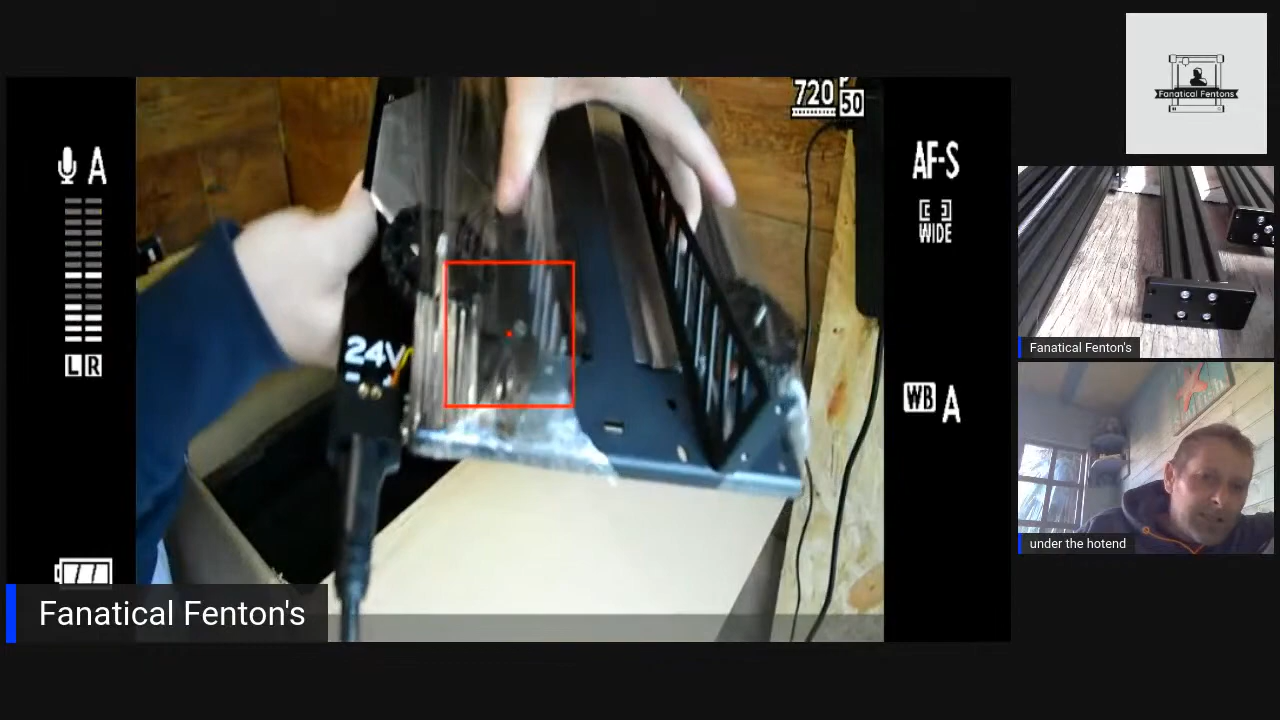 720 P
50
A
AF-S
WIDE
24V
WB A
L R
Fanatical Fenton's
Fanatical Fentons
Fanatical Fenton's
under the hotend